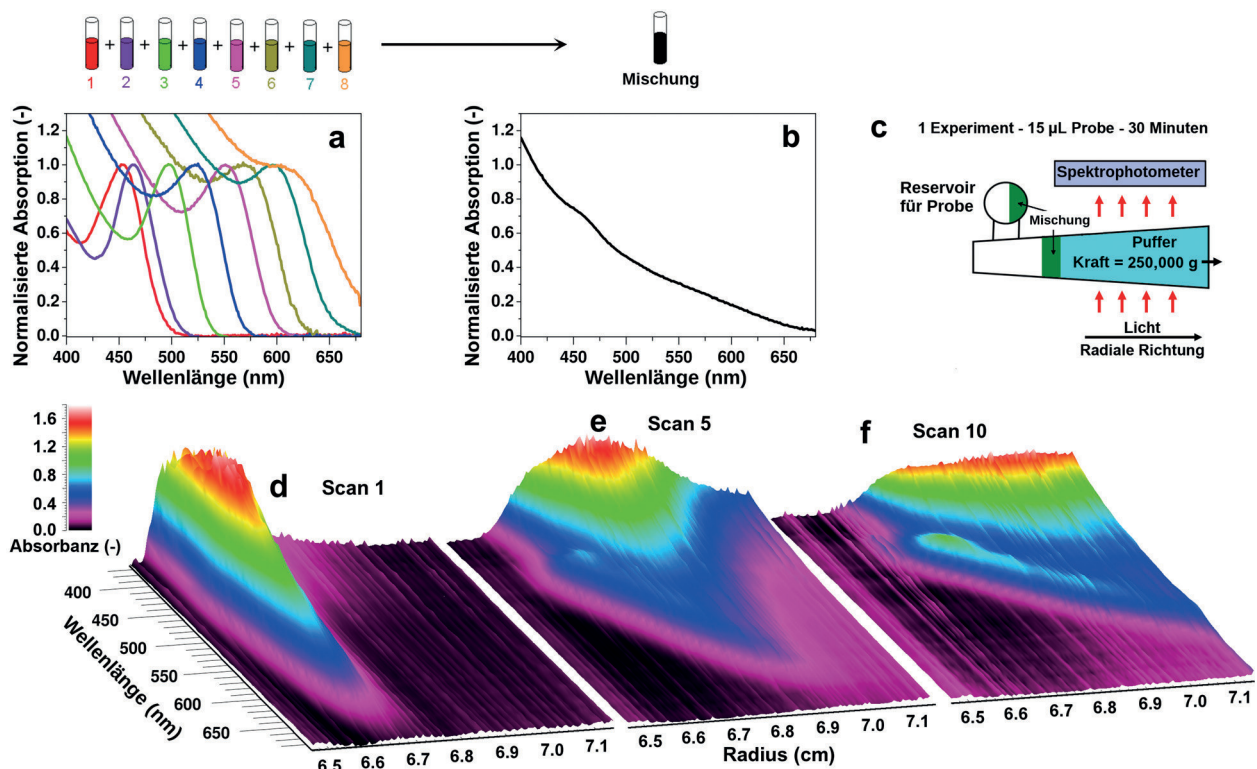 + + + + + + +
1 2 3 4 5 6 7 8
Mischung
a
Normalisierte Absorption (-)
1.2
1.0
0.8
0.6
0.4
0.2
0.0
400 450 500 550 600 650
Wellenlänge (nm)
b
Normalisierte Absorption (-)
1.2
1.0
0.8
0.6
0.4
0.2
0.0
400 450 500 550 600 650
Wellenlänge (nm)
c
1 Experiment - 15 µL Probe - 30 Minuten
Spektrophotometer
Reservoir
für Probe
Mischung
Puffer
Kraft = 250,000 g
Licht
Radiale Richtung
1.6
1.2
0.8
0.4
0.0
Absorbanz (-)
d Scan 1
e Scan 5
f Scan 10
400
450
500
550
600
650
Wellenlänge (nm)
6.5 6.6 6.7 6.8 6.9 7.0 7.1
6.5 6.6 6.7 6.8 6.9 7.0 7.1
6.5 6.6 6.7 6.8 6.9 7.0 7.1
Radius (cm)